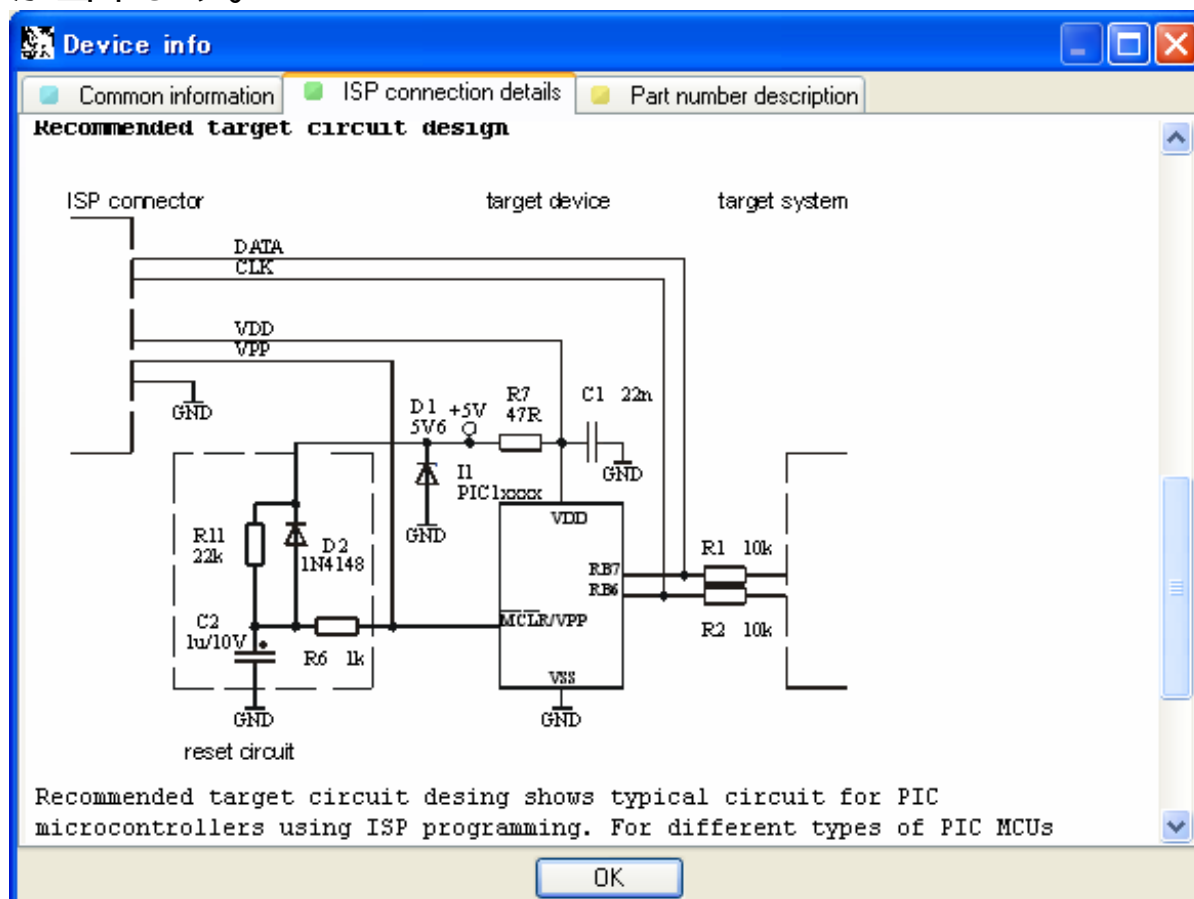 Device info
Common information
ISP connection details
Part number description
Recommended target circuit design
ISP connector
target device
target system
DATA
CLK
VDD
VPP
GND
D1
5V6
+5V
R7
47R
C1 22n
GND
I1
PIC1xxxx
GND
VDD
R11
22k
D2
1N4148
RB7
RB6
R1 10k
MCLR/VPP
C2
1u/10V
R6 1k
R2 10k
VSS
GND
GND
reset circuit
Recommended target circuit desing shows typical circuit for PIC
microcontrollers using ISP programming. For different types of PIC MCUs
OK